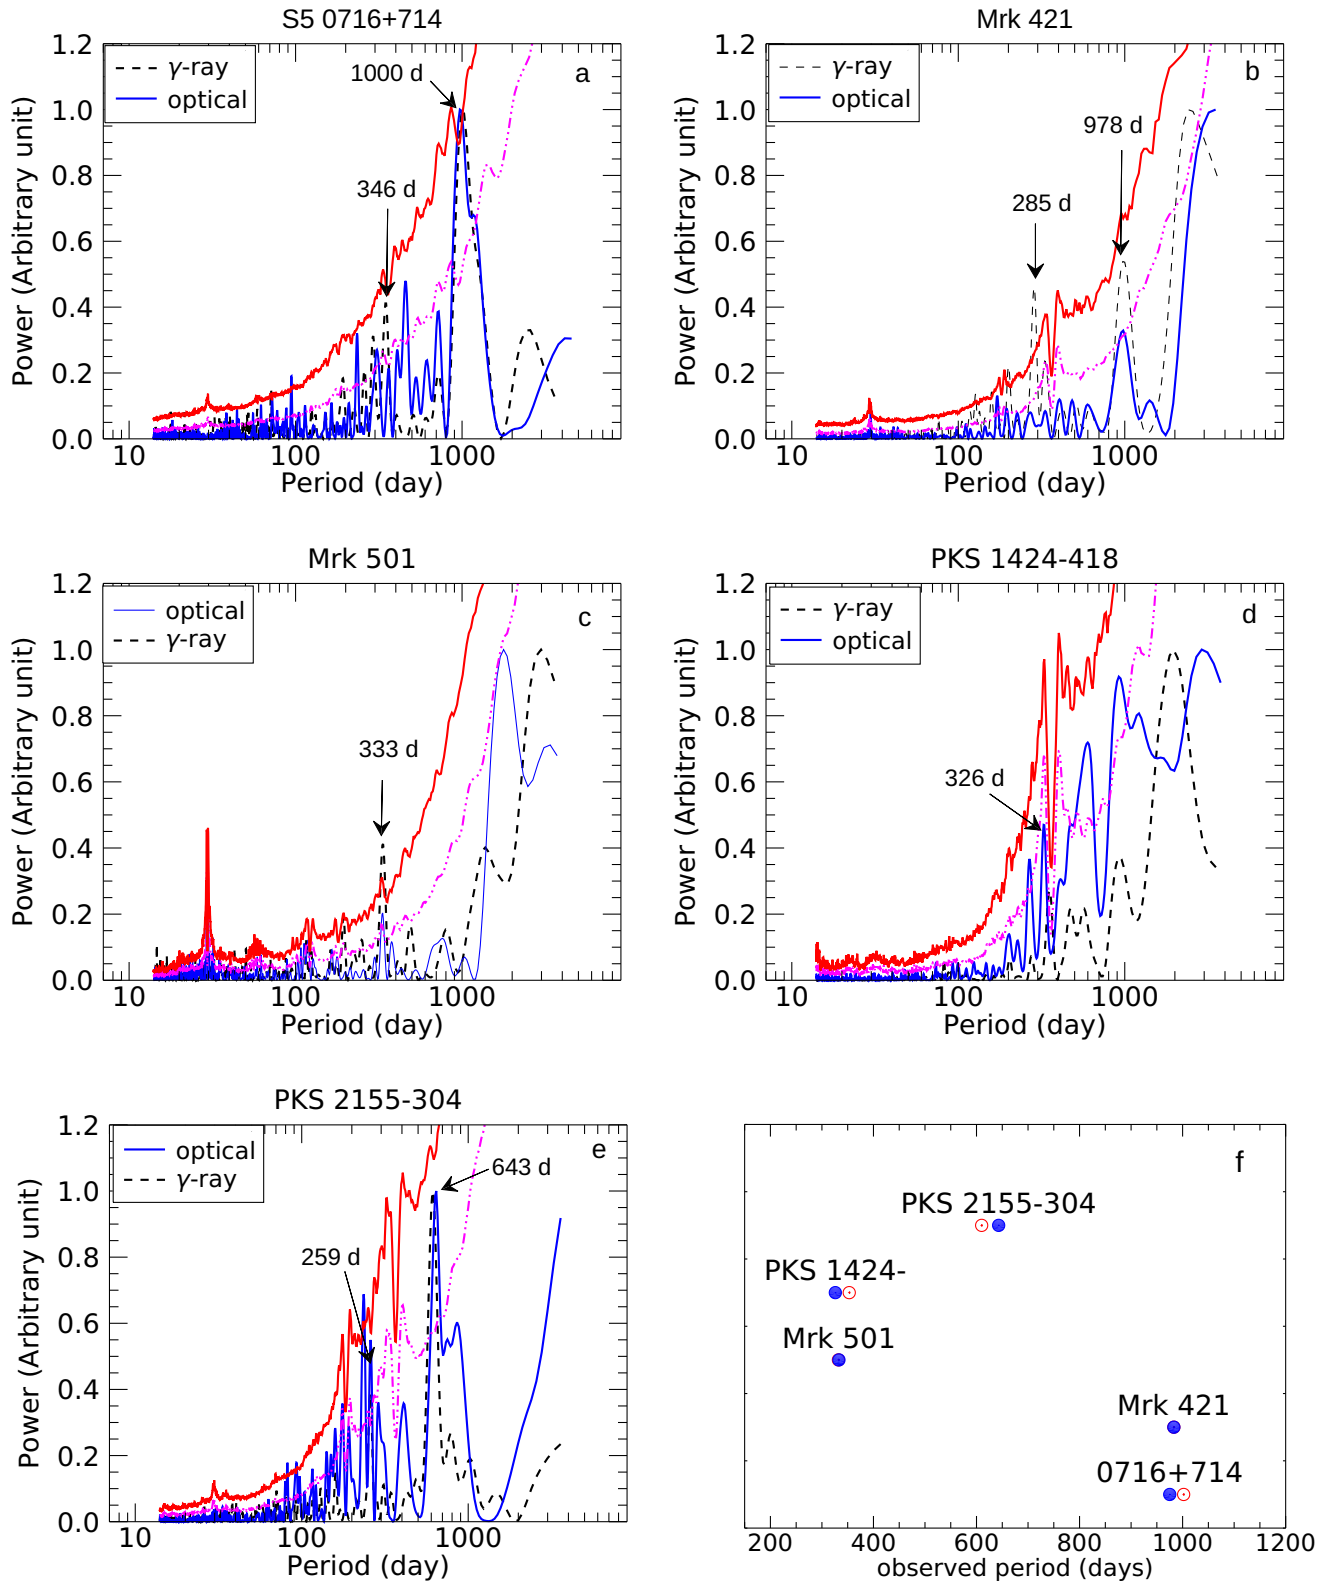 S5 0716+714
1.2
1.0
0.8
0.6
0.4
0.2
0.0
Power (Arbitrary unit)
γ-ray
optical
a
1000 d
346 d
10
100
1000
Period (day)
Mrk 421
1.2
1.0
0.8
0.6
0.4
0.2
0.0
Power (Arbitrary unit)
γ-ray
optical
b
978 d
285 d
10
100
1000
Period (day)
Mrk 501
1.2
1.0
0.8
0.6
0.4
0.2
0.0
Power (Arbitrary unit)
optical
γ-ray
c
333 d
10
100
1000
Period (day)
PKS 1424-418
1.2
1.0
0.8
0.6
0.4
0.2
0.0
Power (Arbitrary unit)
γ-ray
optical
d
326 d
10
100
1000
Period (day)
PKS 2155-304
1.2
1.0
0.8
0.6
0.4
0.2
0.0
Power (Arbitrary unit)
optical
γ-ray
e
643 d
259 d
10
100
1000
Period (day)
f
PKS 2155-304
PKS 1424-
Mrk 501
Mrk 421
0716+714
200
400
600
800
1000
1200
observed period (days)